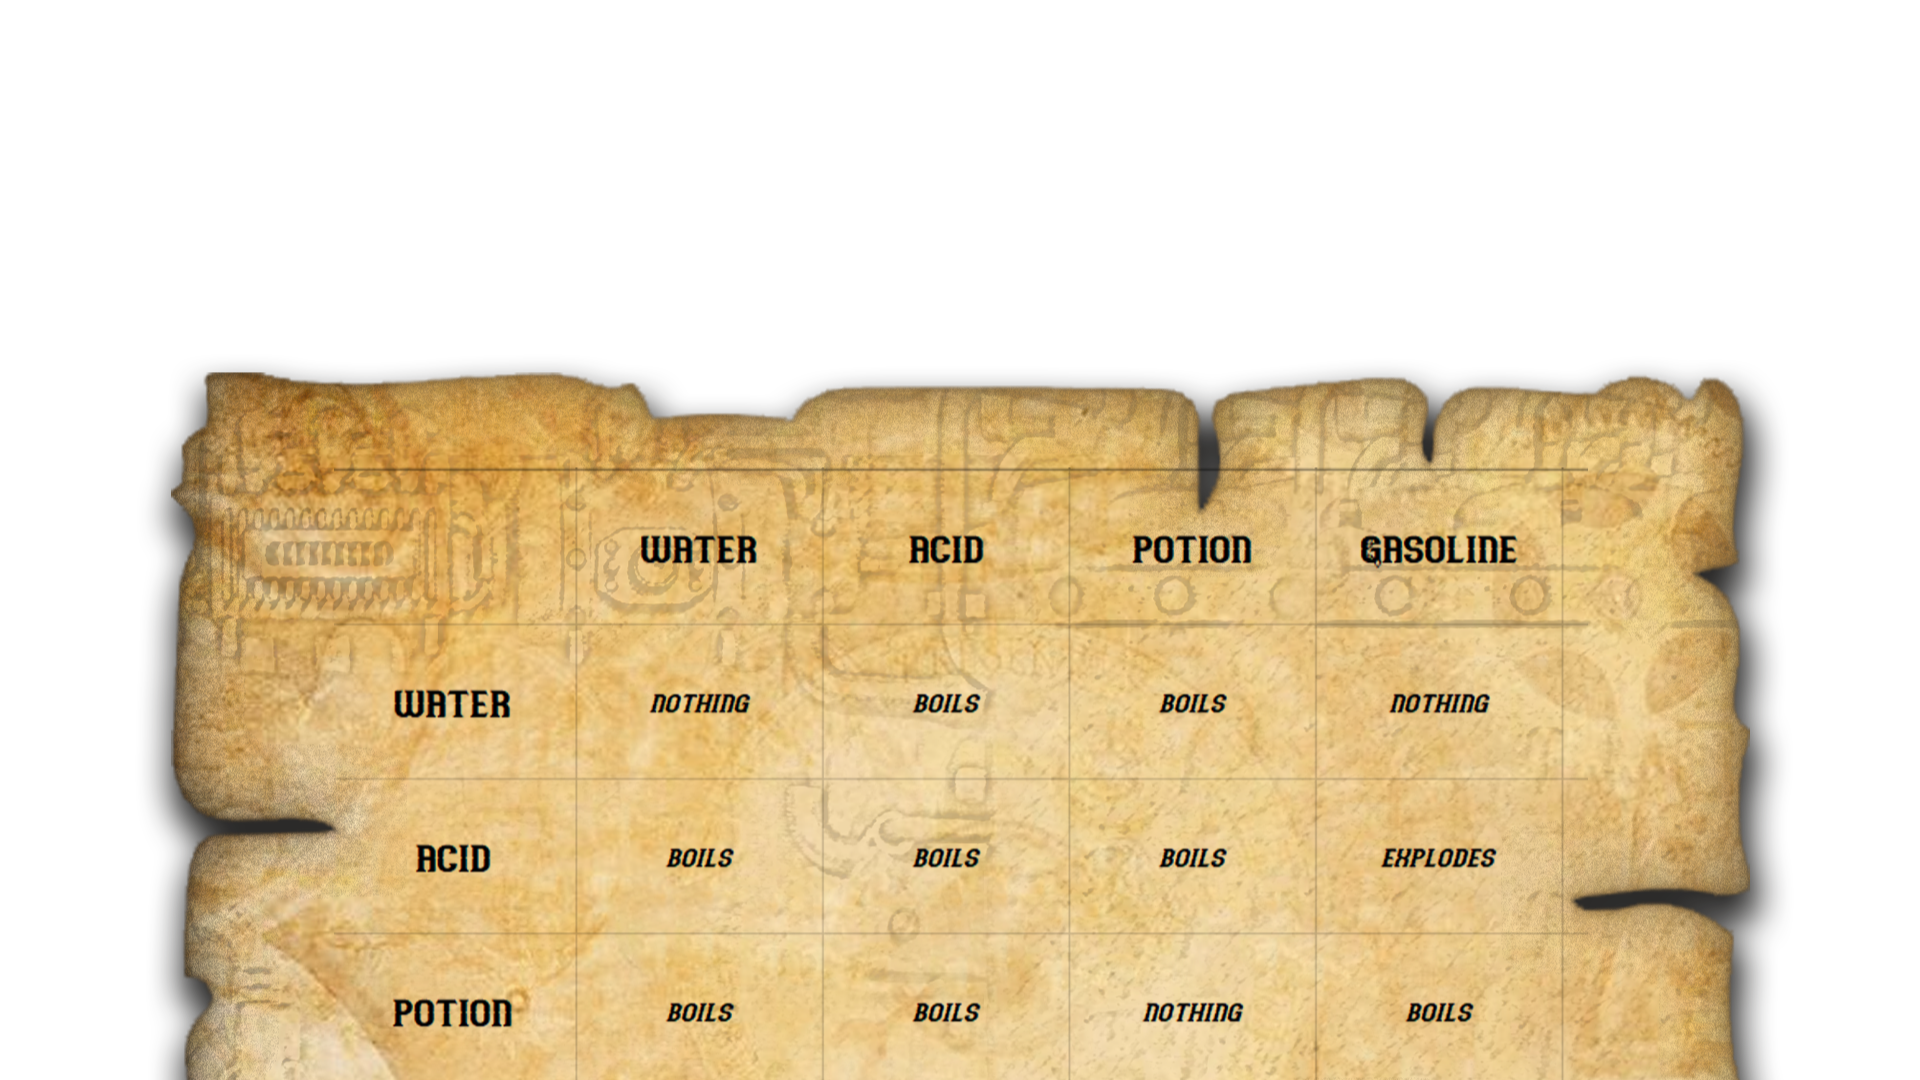 WATER ACID POTION GASOLINE
WATER NOTHING BOILS BOILS NOTHING
ACID BOILS BOILS BOILS EXPLODES
POTION BOILS BOILS NOTHING BOILS